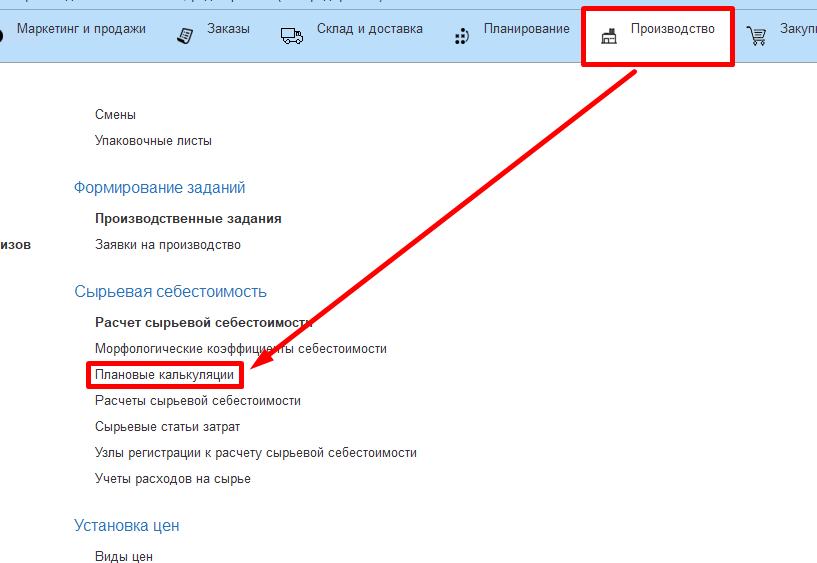 Маркетинг и продажи
Заказы
Склад и доставка
Планирование
Производство
Смены
Упаковочные листы
Формирование заданий
Производственные задания
Заявки на производство
Сырьевая себестоимость
Расчет сырьевой себестоимости
Морфологические коэффициенты себестоимости
Плановые калькуляции
Расчеты сырьевой себестоимости
Сырьевые статьи затрат
Узлы регистрации к расчету сырьевой себестоимости
Учеты расходов на сырье
Установка цен
Виды цен